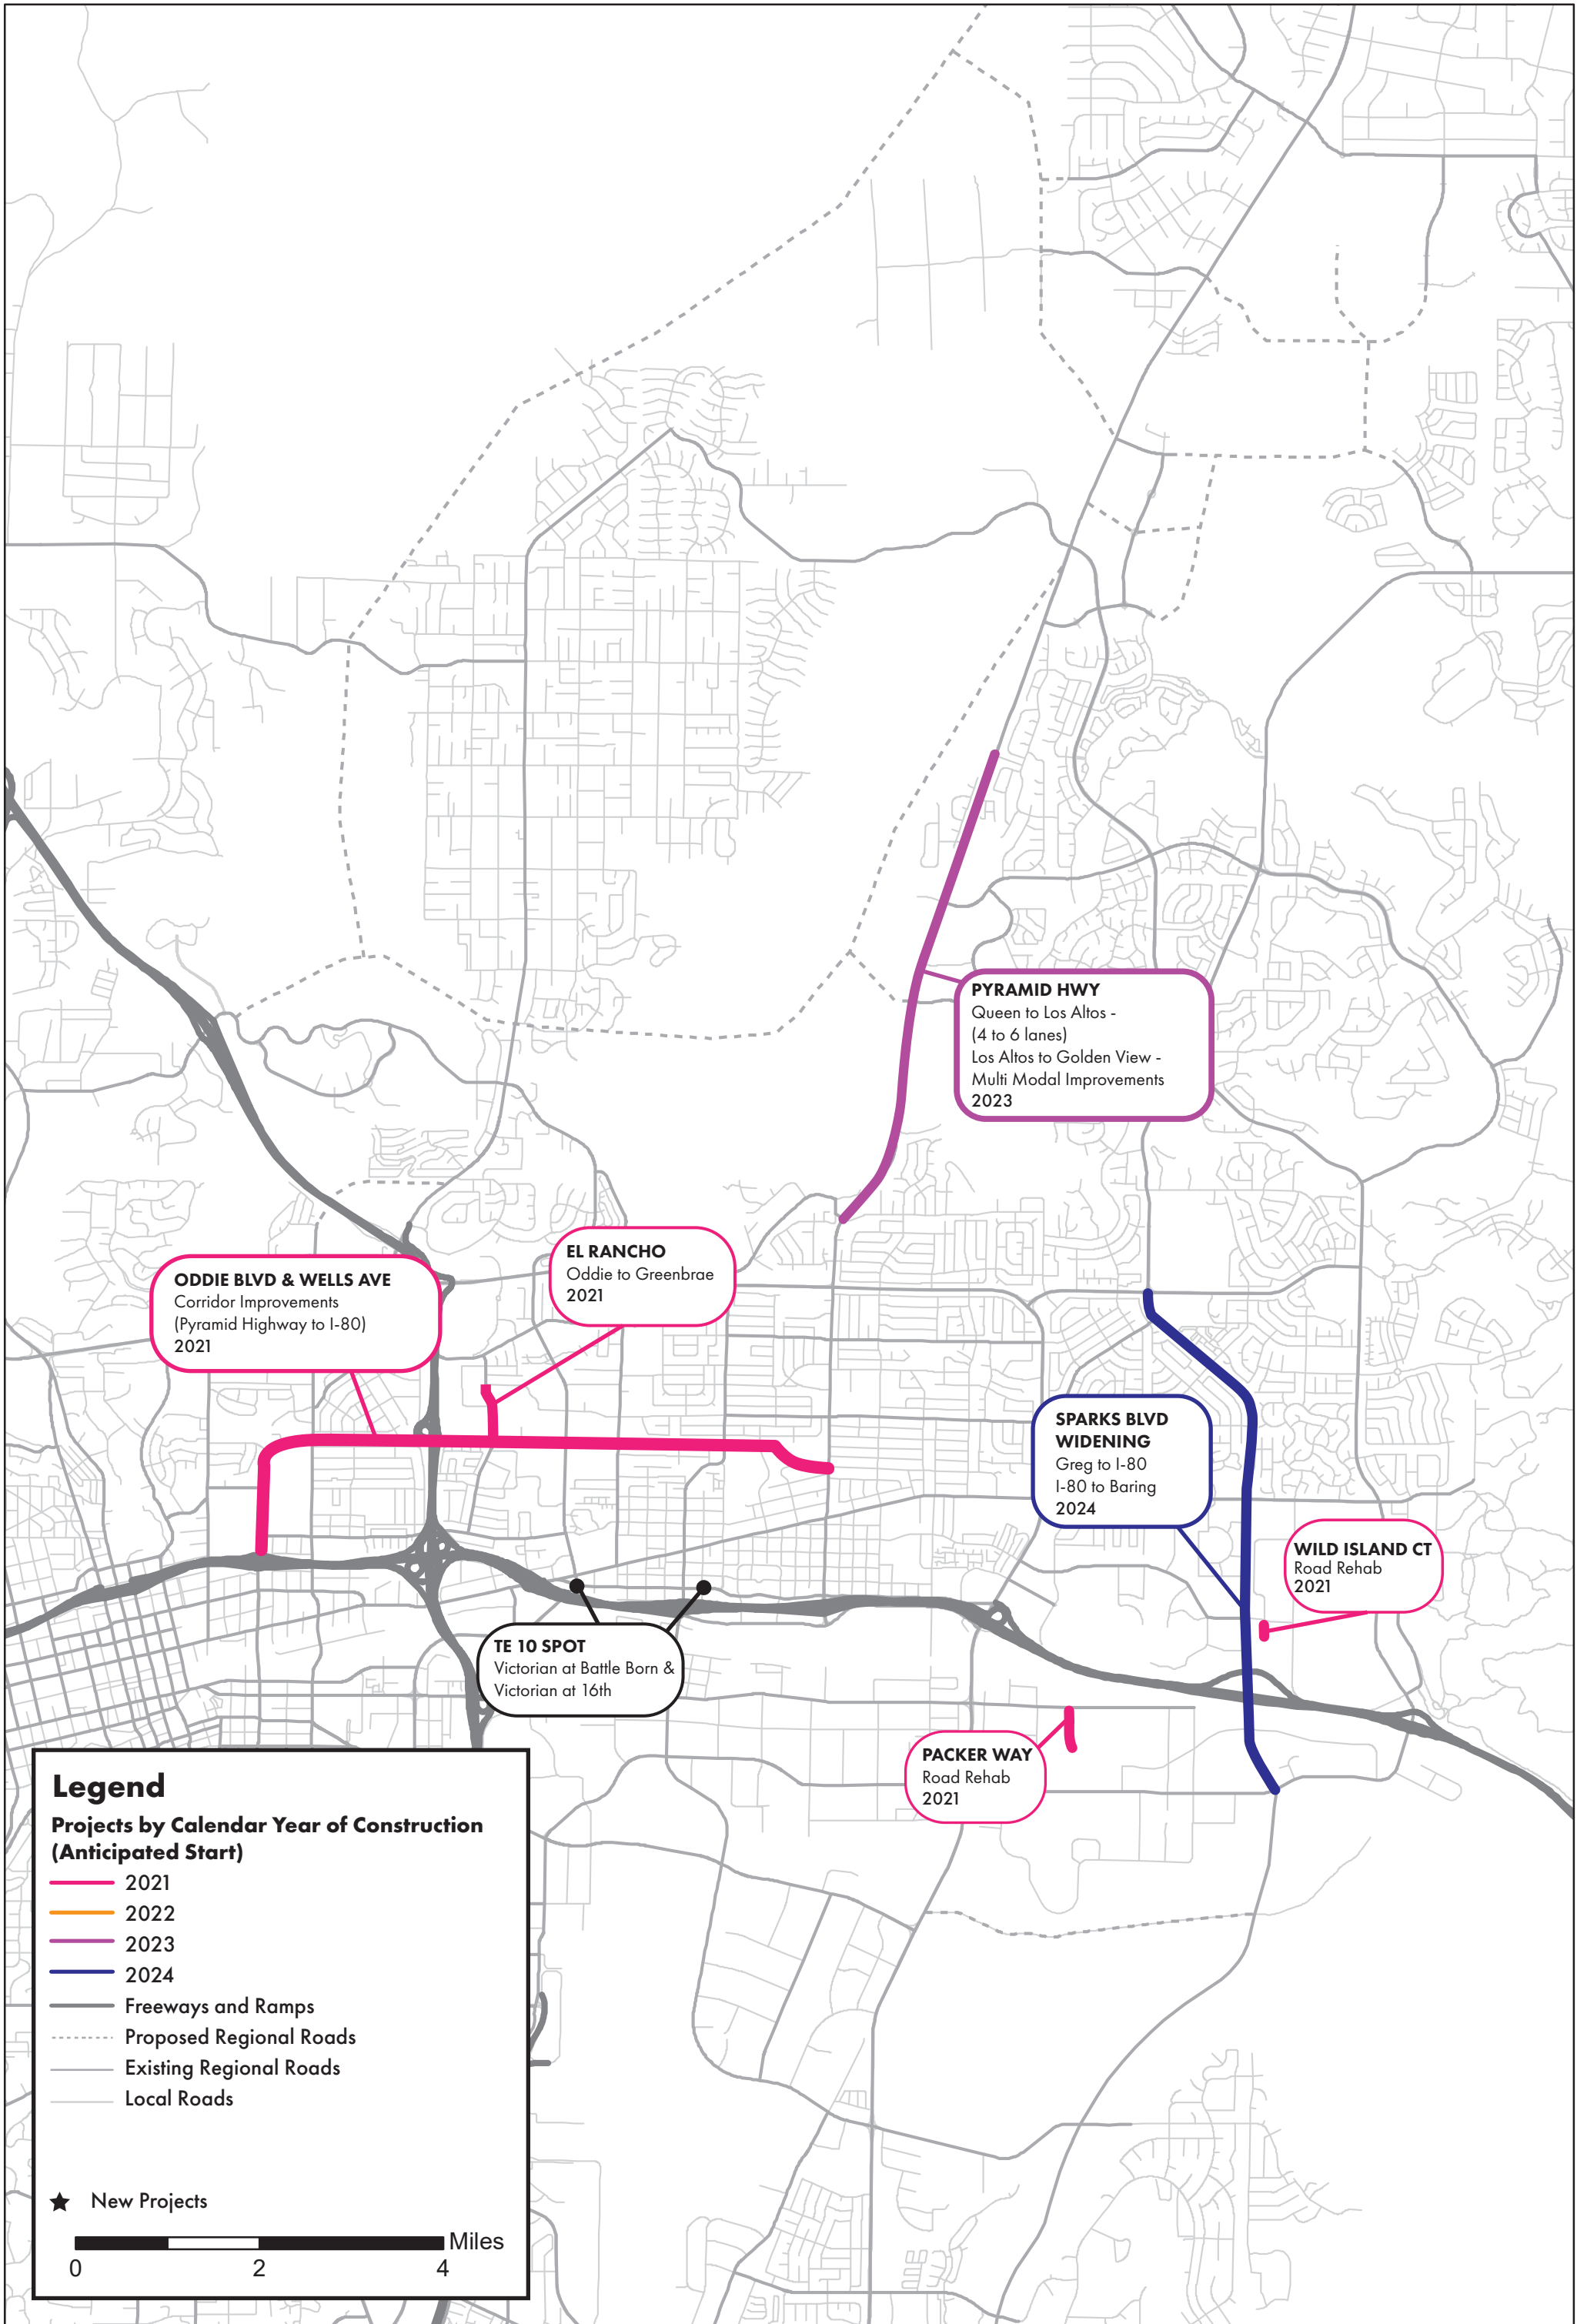 PYRAMID HWY
Queen to Los Altos -
(4 to 6 lanes)
Los Altos to Golden View -
Multi Modal Improvements
2023
EL RANCHO
Oddie to Greenbrae
2021
ODDIE BLVD & WELLS AVE
Corridor Improvements
(Pyramid Highway to I-80)
2021
SPARKS BLVD
WIDENING
Greg to I-80
I-80 to Baring
2024
WILD ISLAND CT
Road Rehab
2021
TE 10 SPOT
Victorian at Battle Born &
Victorian at 16th
PACKER WAY
Road Rehab
2021
Legend
Projects by Calendar Year of Construction
(Anticipated Start)
2021
2022
2023
2024
Freeways and Ramps
Proposed Regional Roads
Existing Regional Roads
Local Roads
New Projects
Miles
0 2 4